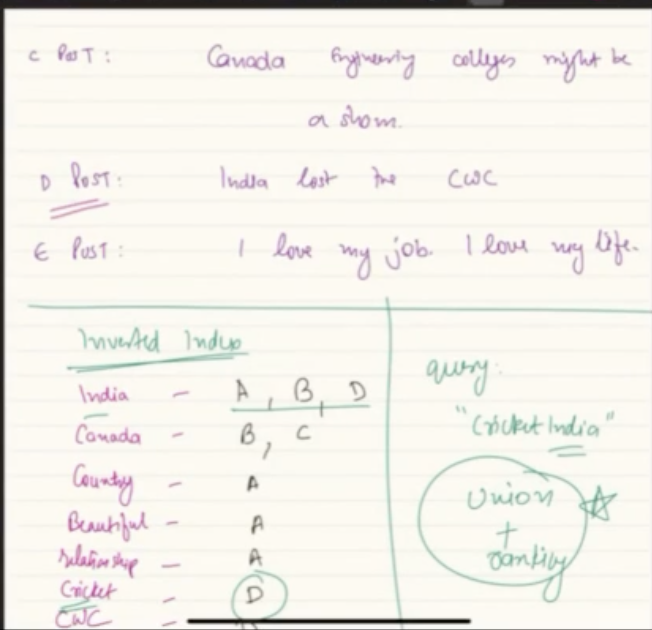 C POST: Canada Engineering colleges might be
a sham.
D POST: India lost the CWC
E POST: I love my job. I love my life.
Inverted Index
India - A, B, D
Canada - B, C
Country - A
Beautiful - A
relationship - A
Cricket - D
CWC -
query:
"Cricket India"
Union
+
ranking